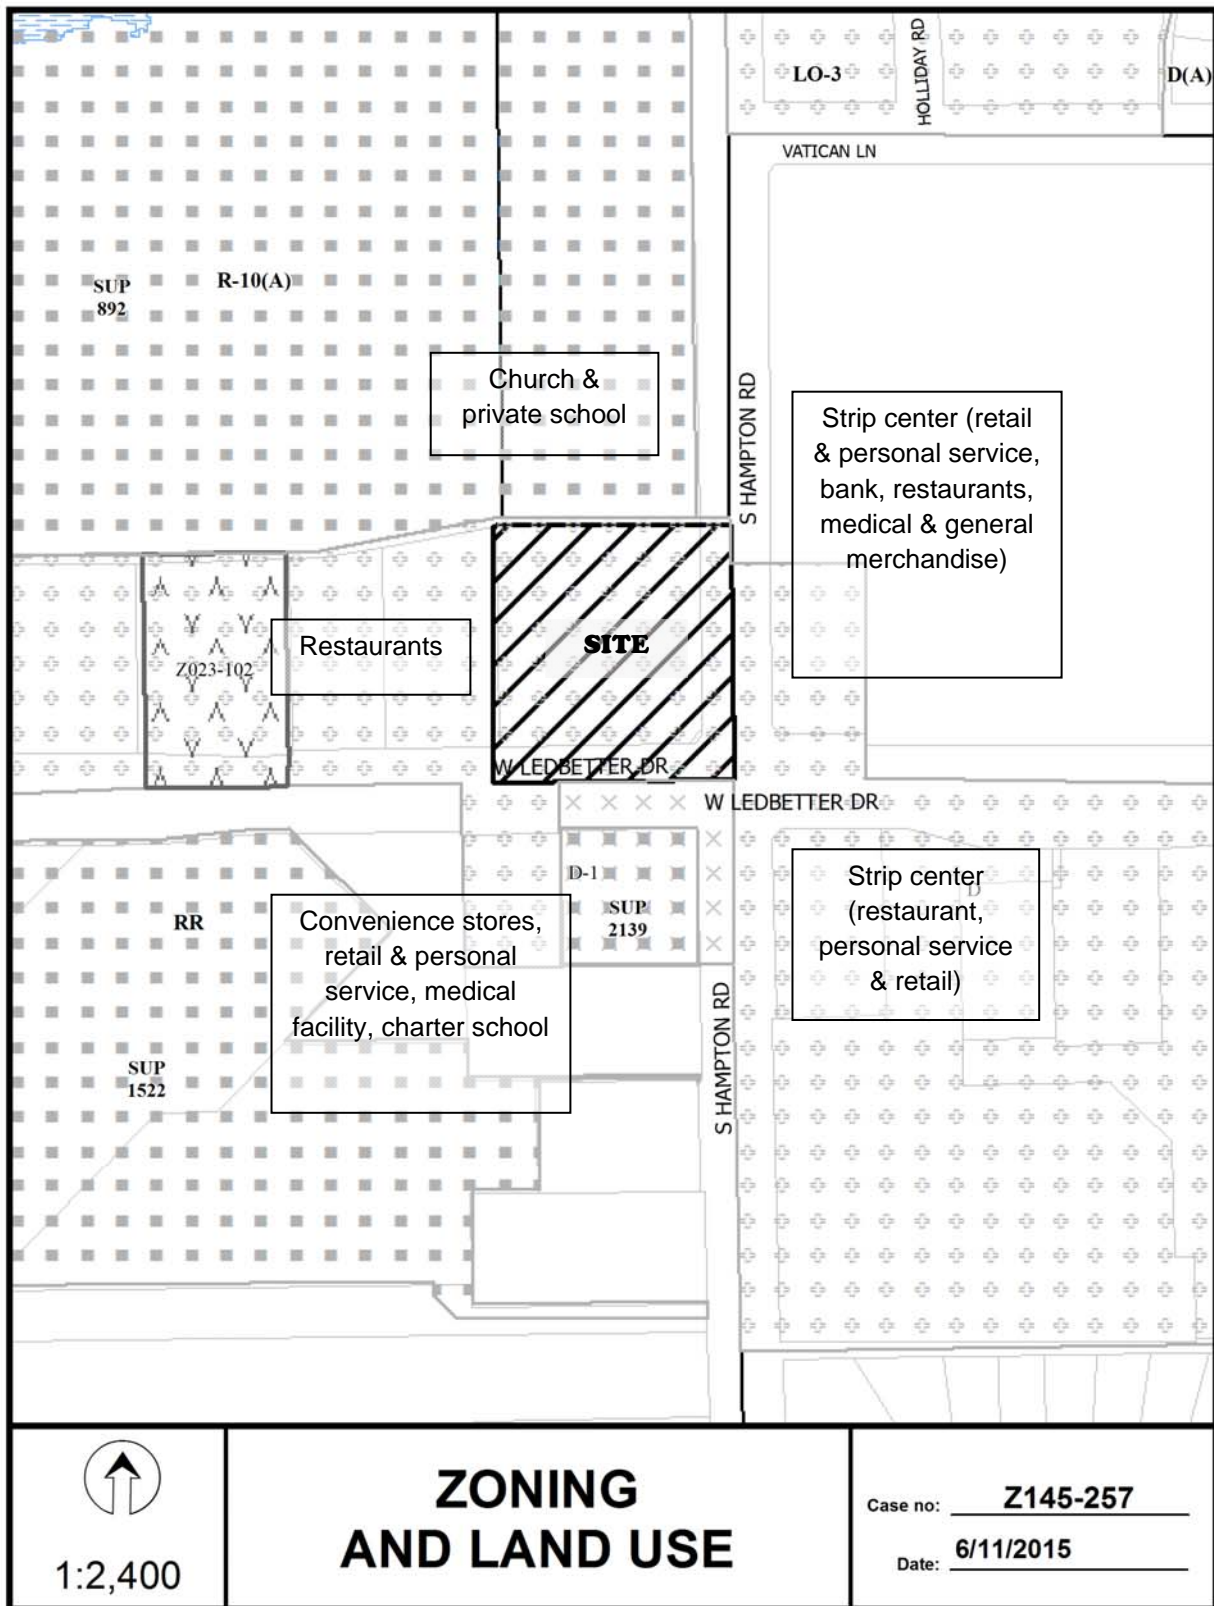 HOLLIDAY RD
LO-3
D(A)
VATICAN LN
R-10(A)
SUP
892
Church &
private school
S HAMPTON RD
Strip center (retail
& personal service,
bank, restaurants,
medical & general
merchandise)
Restaurants
SITE
Z023-102
W LEDBETTER DR
W LEDBETTER DR
D-1
SUP
2139
D
Strip center
(restaurant,
personal service
& retail)
RR
Convenience stores,
retail & personal
service, medical
facility, charter school
S HAMPTON RD
SUP
1522
1:2,400
ZONING
AND LAND USE
Case no: Z145-257
Date: 6/11/2015